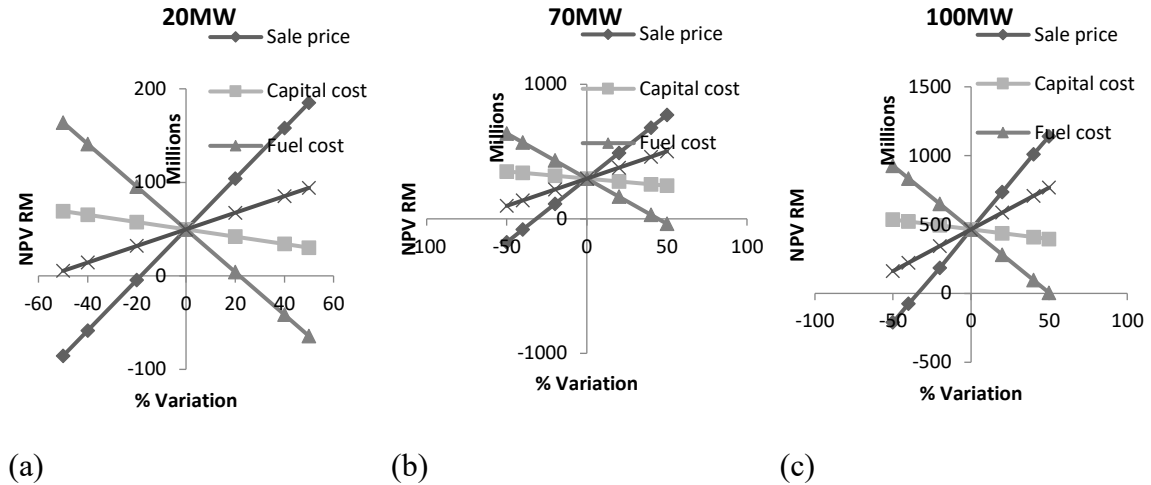 20MW
Sale price
Capital cost
Fuel cost
200
100
0
-100
-60
-40
-20
0
20
40
60
NPV RM
Millions
% Variation
(a)
70MW
Sale price
Capital cost
Fuel cost
1000
0
-1000
-100
-50
0
50
100
NPV RM
Millions
% Variation
(b)
100MW
Sale price
Capital cost
Fuel cost
1500
1000
500
0
-500
-100
-50
0
50
100
NPV RM
Millions
% Variation
(c)